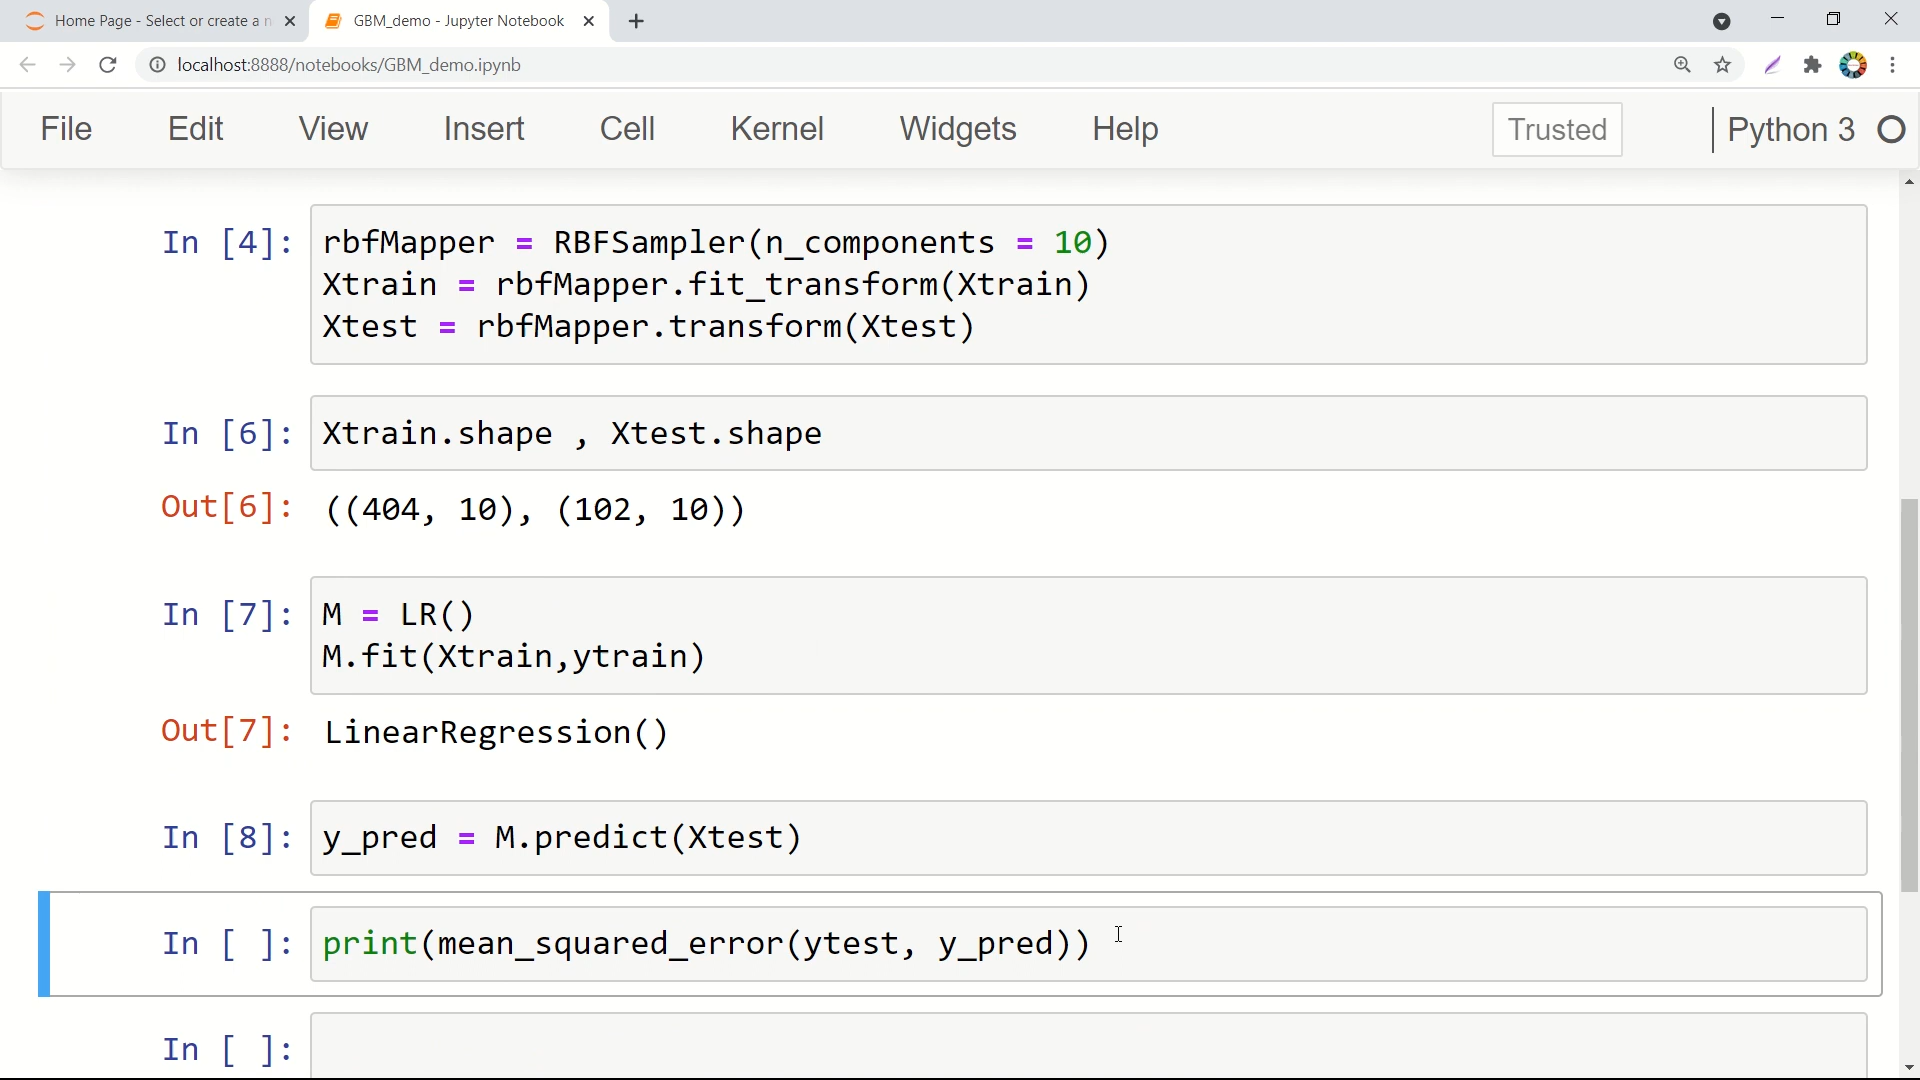 Home Page - Select or create a n
GBM_demo - Jupyter Notebook
localhost:8888/notebooks/GBM_demo.ipynb
File Edit View Insert Cell Kernel Widgets Help Trusted Python 3
In [4]: rbfMapper = RBFSampler(n_components = 10)
Xtrain = rbfMapper.fit_transform(Xtrain)
Xtest = rbfMapper.transform(Xtest)
In [6]: Xtrain.shape , Xtest.shape
Out[6]: ((404, 10), (102, 10))
In [7]: M = LR()
M.fit(Xtrain,ytrain)
Out[7]: LinearRegression()
In [8]: y_pred = M.predict(Xtest)
In [ ]: print(mean_squared_error(ytest, y_pred))
In [ ]: